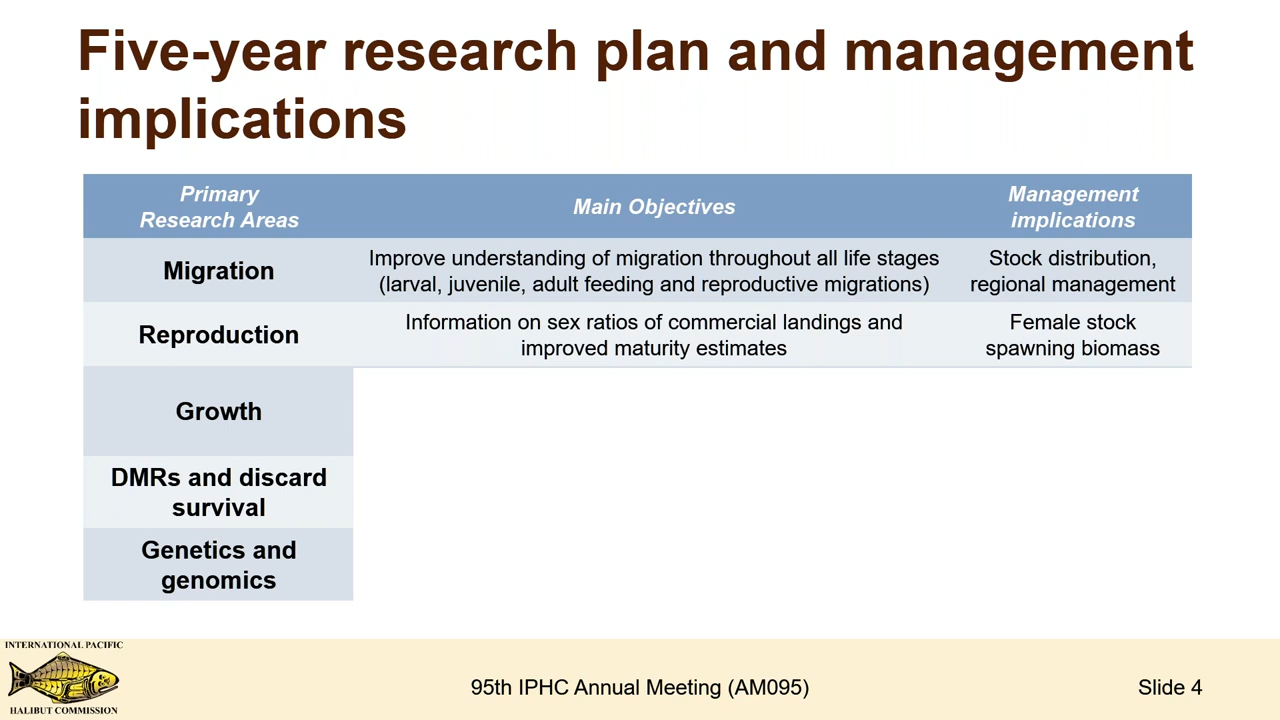 Five-year research plan and management
implications
Primary
Research Areas
Main Objectives
Management
implications
Migration
Improve understanding of migration throughout all life stages
(larval, juvenile, adult feeding and reproductive migrations)
Stock distribution,
regional management
Reproduction
Information on sex ratios of commercial landings and
improved maturity estimates
Female stock
spawning biomass
Growth
DMRs and discard
survival
Genetics and
genomics
INTERNATIONAL PACIFIC
HALIBUT COMMISSION
95th IPHC Annual Meeting (AM095)
Slide 4